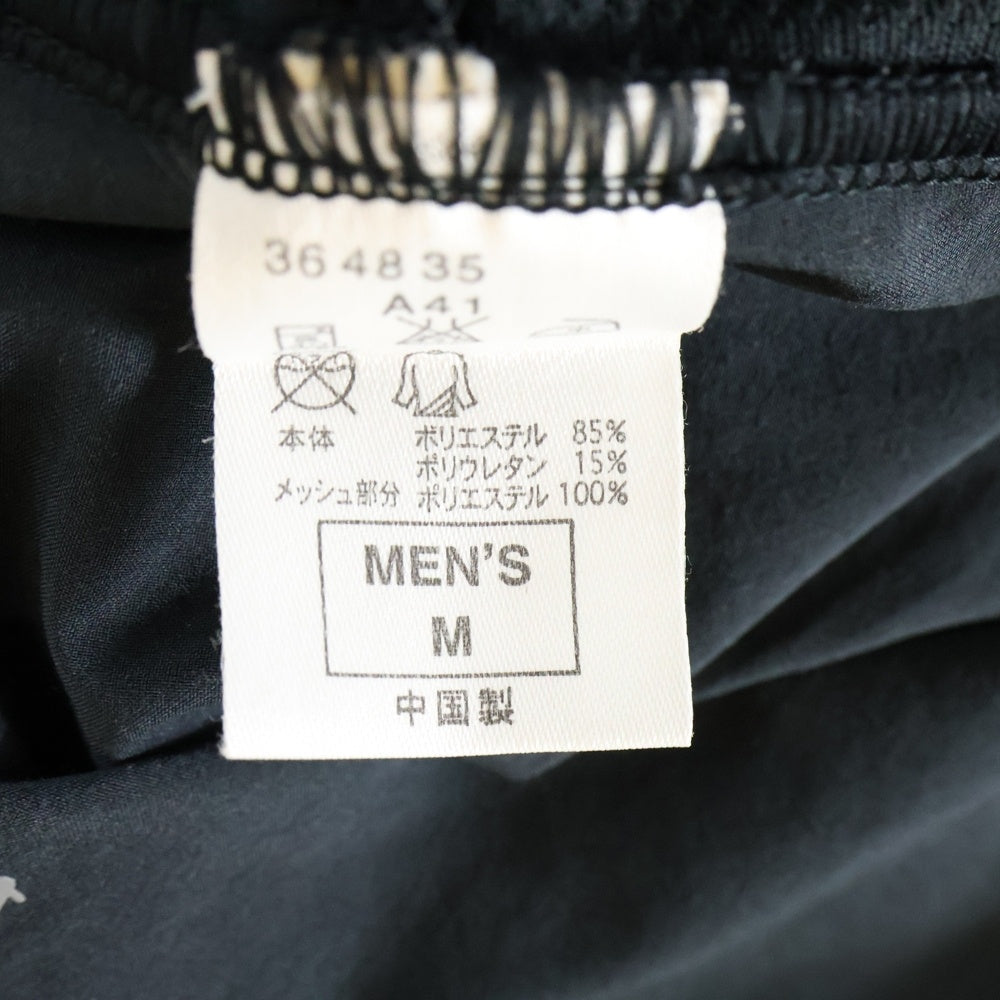 36 48 35
A41
本体 ポリエステル 85%
ポリウレタン 15%
メッシュ部分 ポリエステル 100%
MEN'S
M
中国製